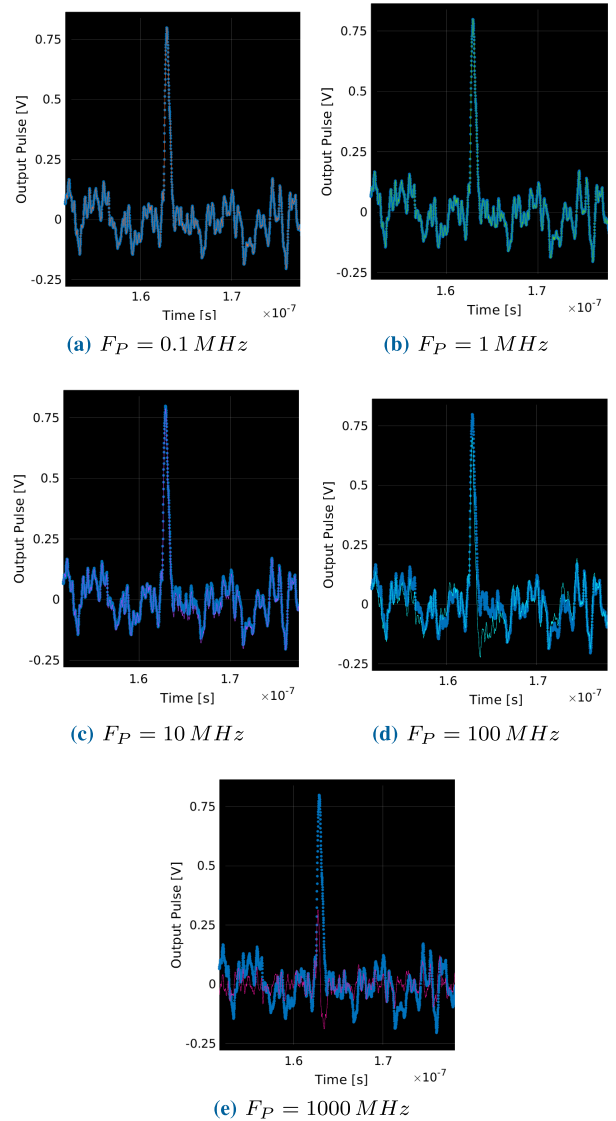 Output Pulse [V]
0.75
0.5
0.25
0
-0.25
1.6
1.7
×10⁻⁷
Time [s]
(a) F_P = 0.1 MHz
Output Pulse [V]
0.75
0.5
0.25
0
-0.25
1.6
1.7
×10⁻⁷
Time [s]
(b) F_P = 1 MHz
Output Pulse [V]
0.75
0.5
0.25
0
-0.25
1.6
1.7
×10⁻⁷
Time [s]
(c) F_P = 10 MHz
Output Pulse [V]
0.75
0.5
0.25
0
-0.25
1.6
1.7
×10⁻⁷
Time [s]
(d) F_P = 100 MHz
Output Pulse [V]
0.75
0.5
0.25
0
-0.25
1.6
1.7
×10⁻⁷
Time [s]
(e) F_P = 1000 MHz